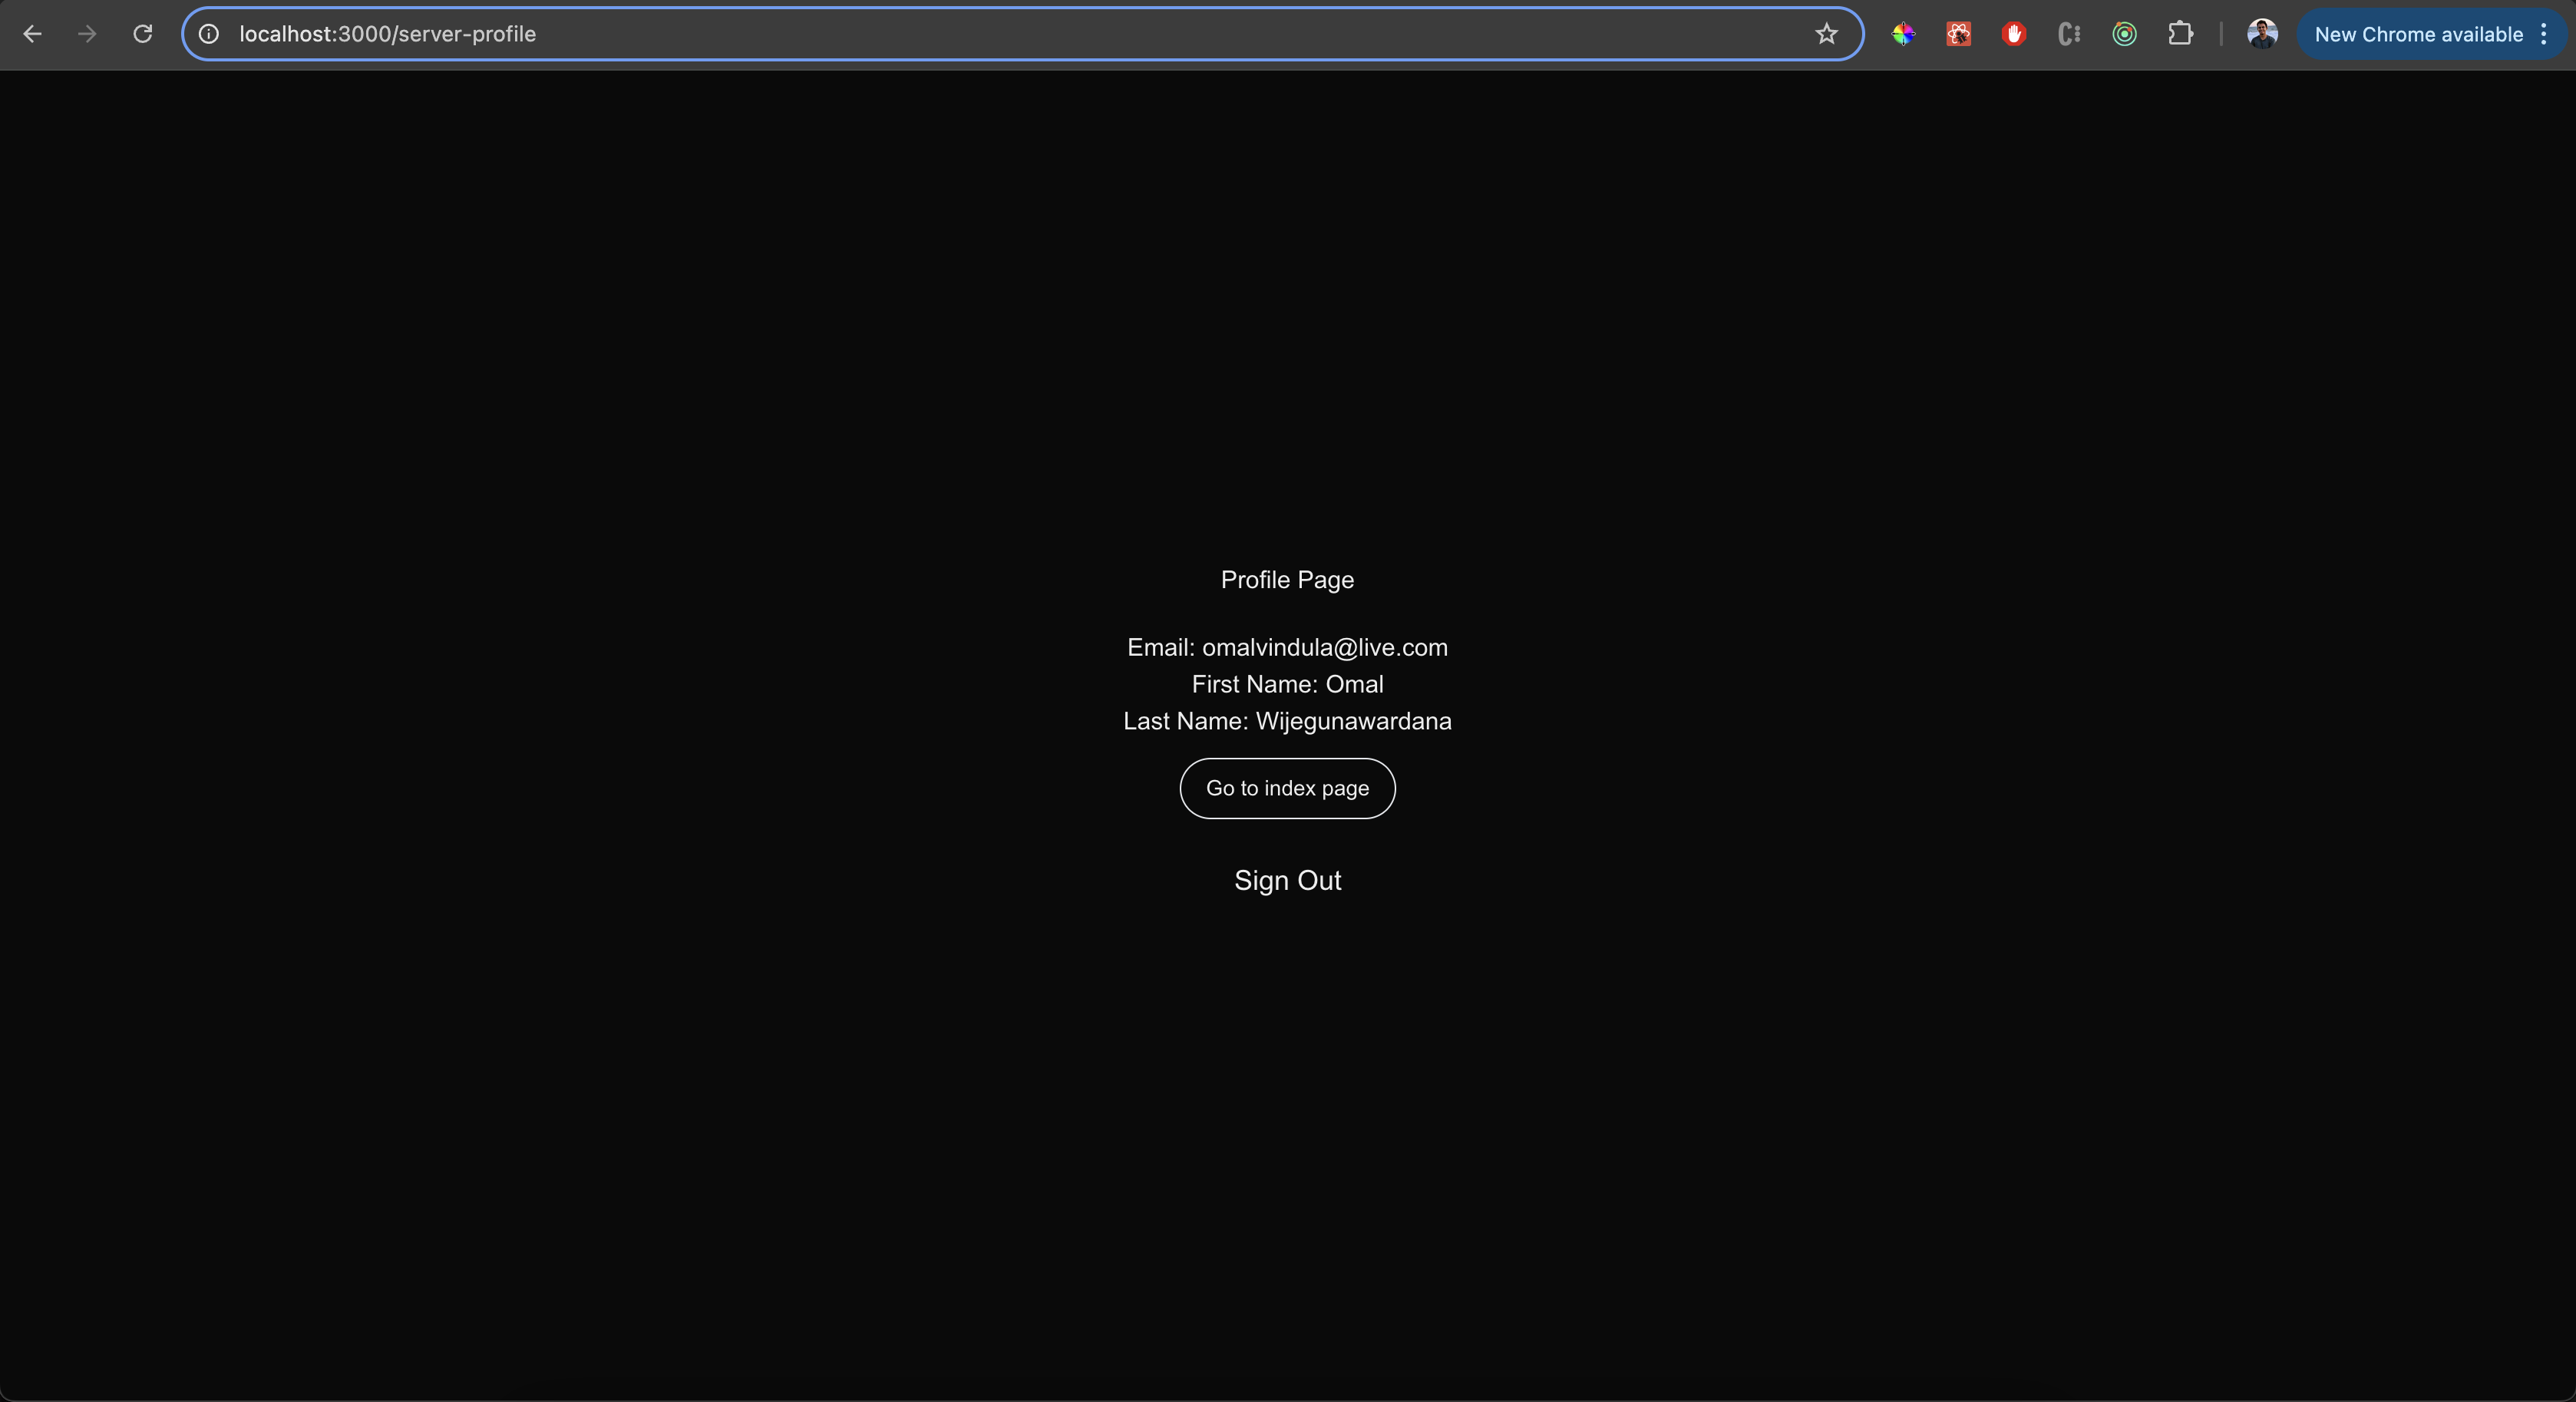 localhost:3000/server-profile
New Chrome available
Profile Page
Email: omalvindula@live.com
First Name: Omal
Last Name: Wijegunawardana
Go to index page
Sign Out